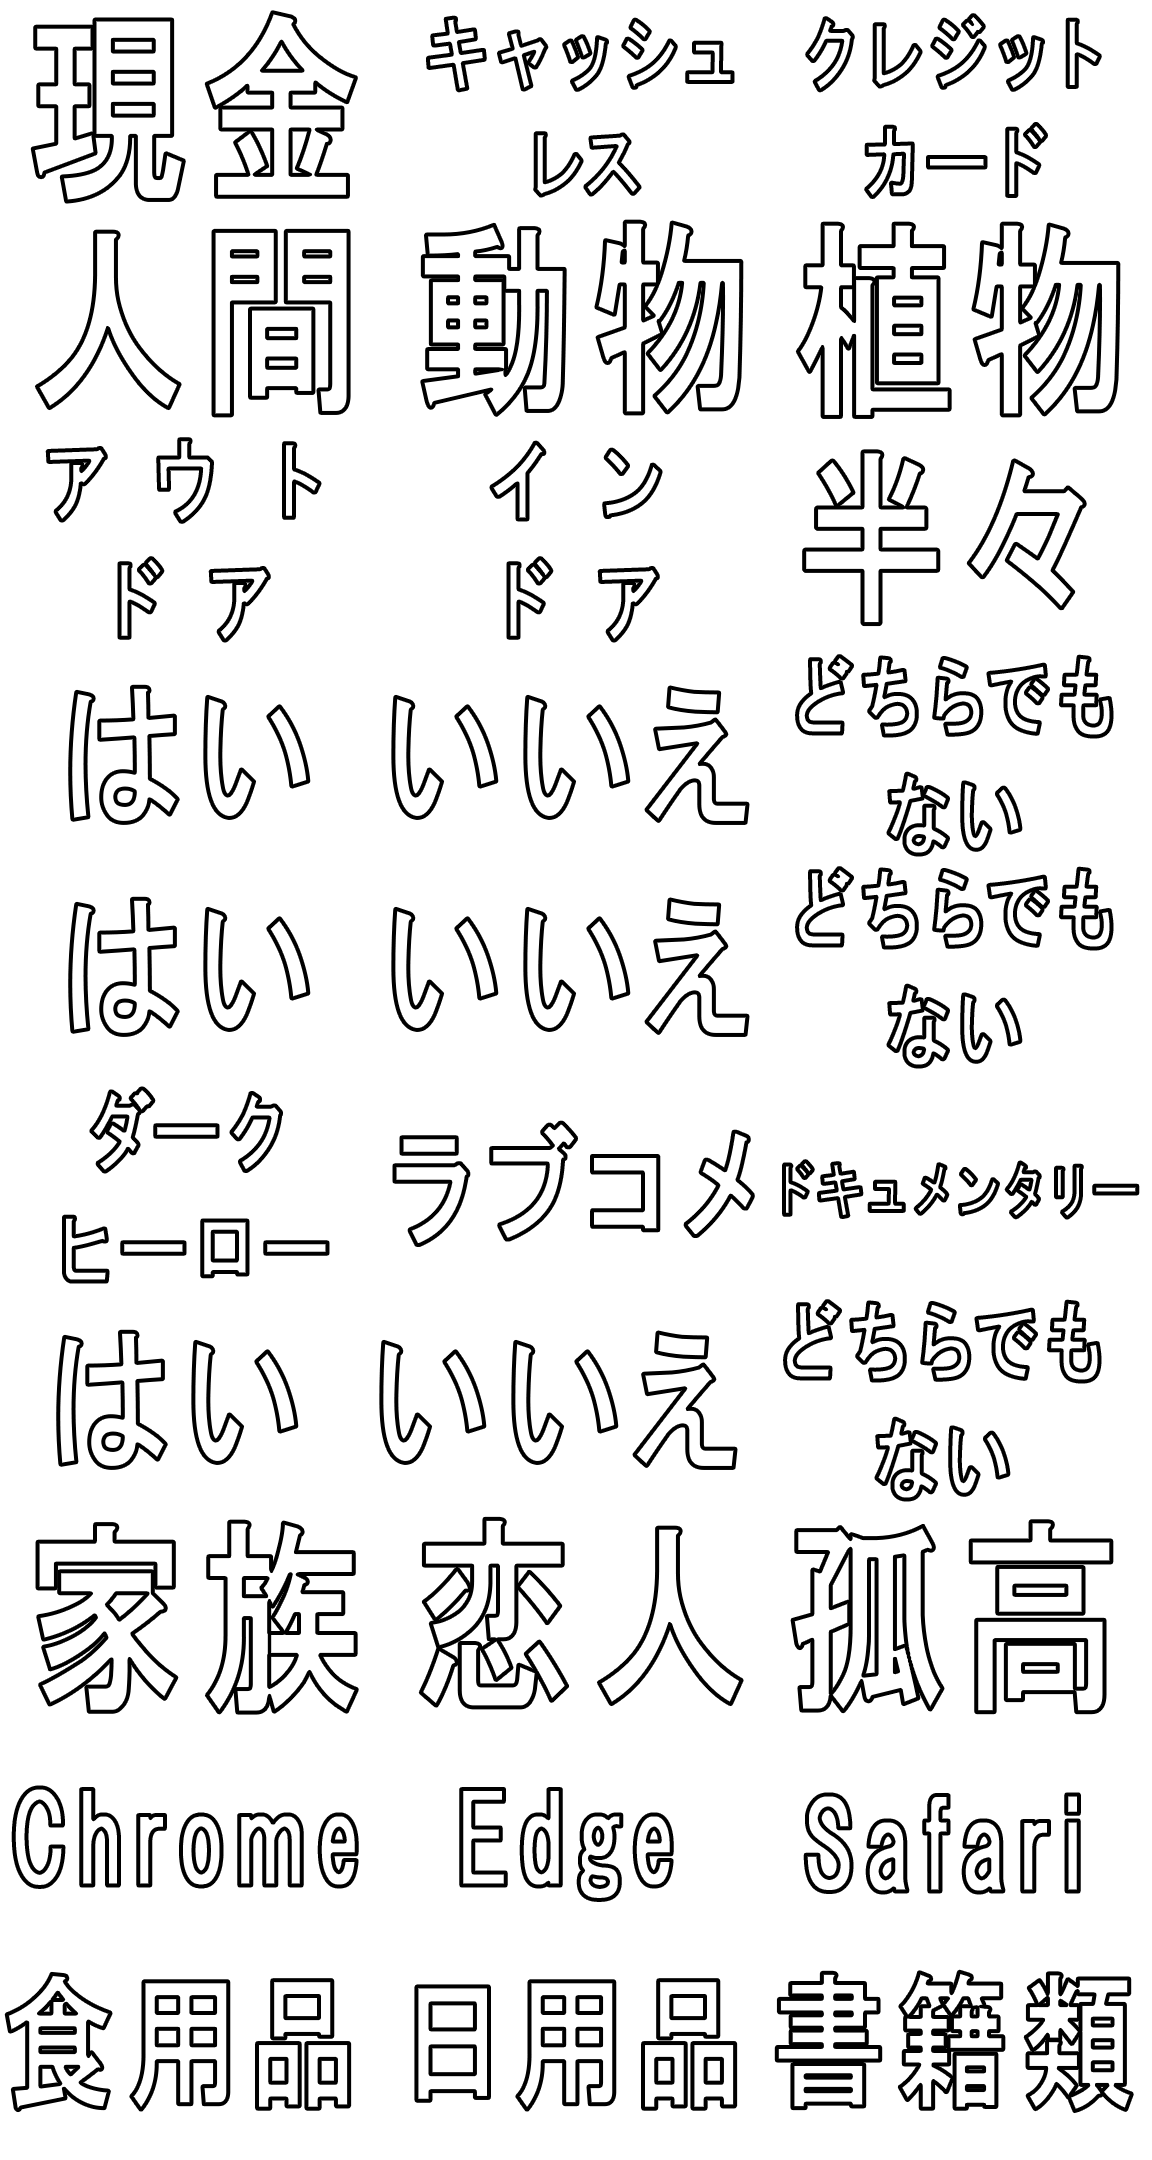 現金 キャッシュレス クレジットカード
人間 動物 植物
アウトドア インドア 半々
はい いいえ どちらでもない
はい いいえ どちらでもない
ダークヒーロー ラブコメ ドキュメンタリー
はい いいえ どちらでもない
家族 恋人 孤高
Chrome Edge Safari
食用品 日用品 書籍類